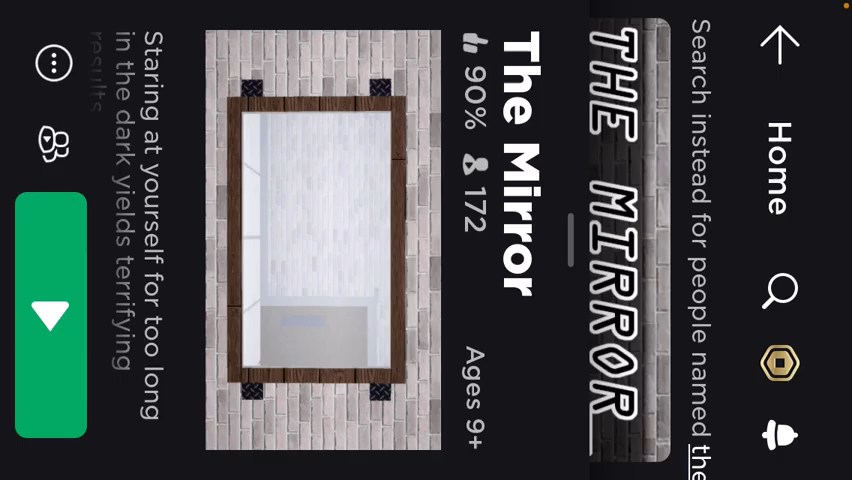 Home
Search instead for people named the
THE MIRROR
The Mirror
90% 172 Ages 9+
Staring at yourself for too long
in the dark yields terrifying
results